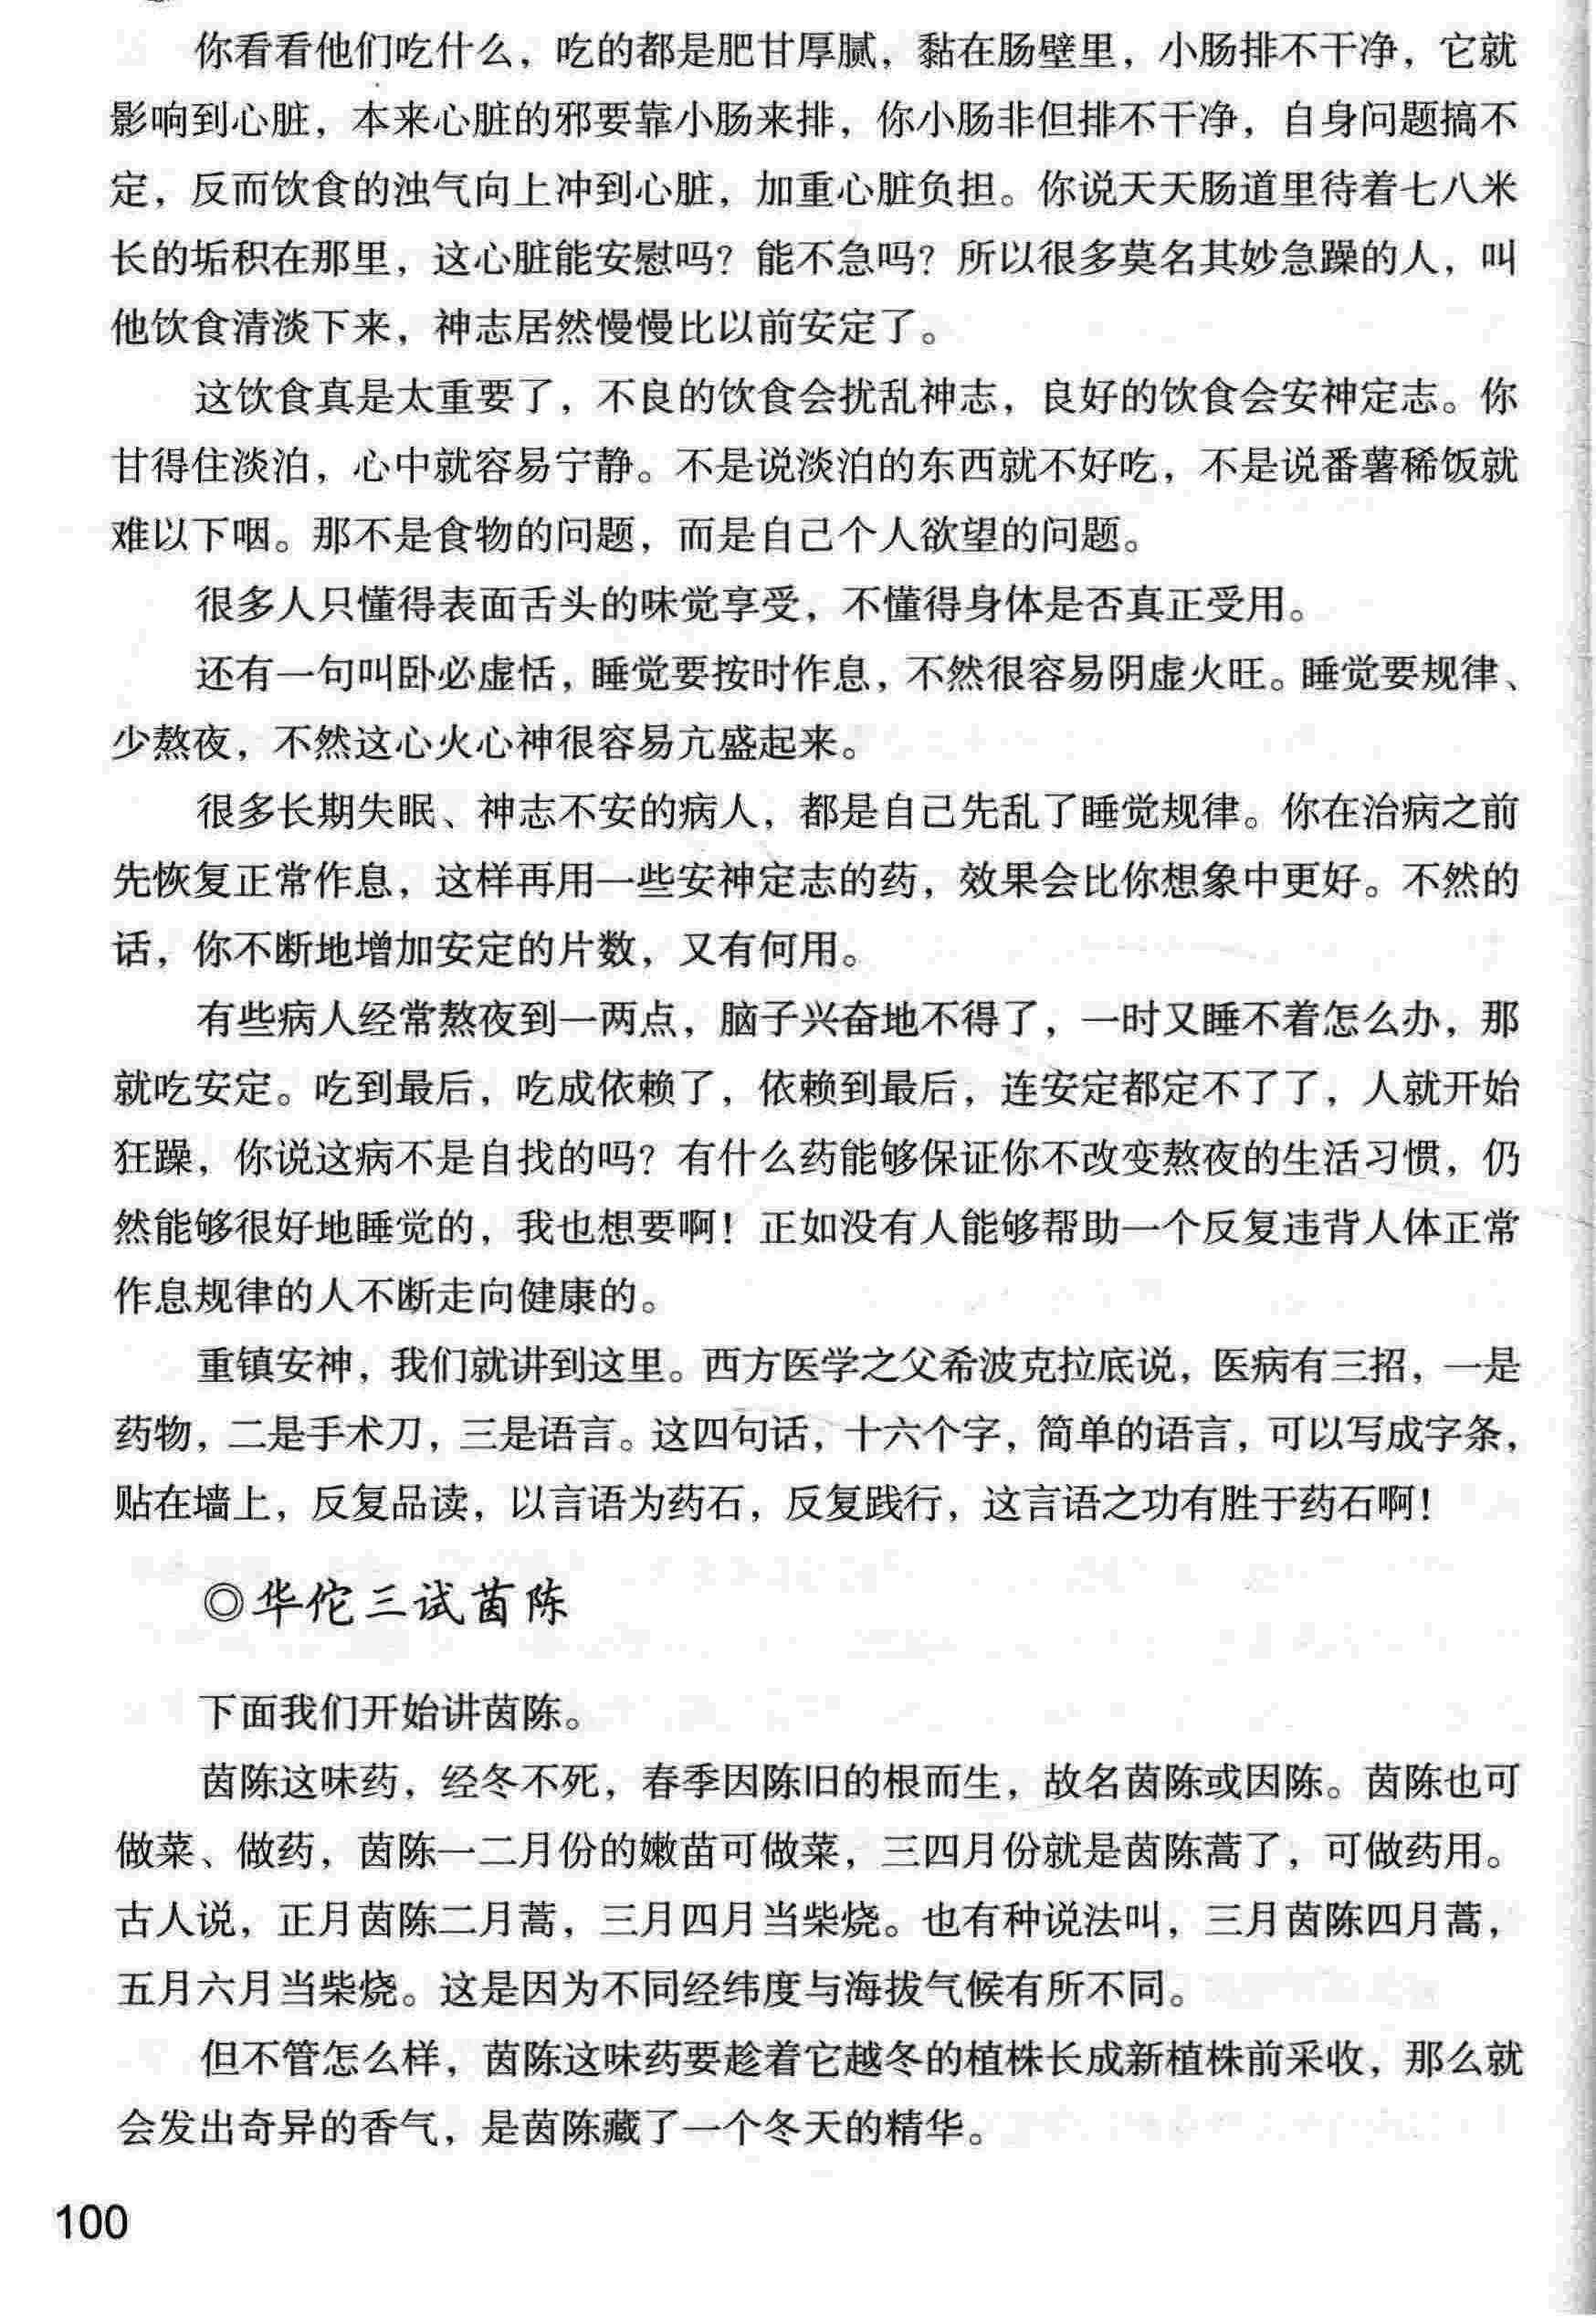 你看看他们吃什么，吃的都是肥甘厚腻，黏在肠壁里，小肠排不干净，它就
影响到心脏，本来心脏的邪要靠小肠来排，你小肠非但排不干净，自身问题搞不
定，反而饮食的浊气向上冲到心脏，加重心脏负担。你说天天肠道里待着七八米
长的垢积在那里，这心脏能安慰吗？能不急吗？所以很多莫名其妙急躁的人，叫
他饮食清淡下来，神志居然慢慢比以前安定了。
这饮食真是太重要了，不良的饮食会扰乱神志，良好的饮食会安神定志。你
甘得住淡泊，心中就容易宁静。不是说淡泊的东西就不好吃，不是说番薯稀饭就
难以下咽。那不是食物的问题，而是自己个人欲望的问题。
很多人只懂得表面舌头的味觉享受，不懂得身体是否真正受用。
还有一句叫卧必虚恬，睡觉要按时作息，不然很容易阴虚火旺。睡觉要规律、
少熬夜，不然这心火心神很容易亢盛起来。
很多长期失眠、神志不安的病人，都是自己先乱了睡觉规律。你在治病之前
先恢复正常作息，这样再用一些安神定志的药，效果会比你想象中更好。不然的
话，你不断地增加安定的片数，又有何用。
有些病人经常熬夜到一两点，脑子兴奋地不得了，一时又睡不着怎么办，那
就吃安定。吃到最后，吃成依赖了，依赖到最后，连安定都定不了了，人就开始
狂躁，你说这病不是自找的吗？有什么药能够保证你不改变熬夜的生活习惯，仍
然能够很好地睡觉的，我也想要啊！正如没有人能够帮助一个反复违背人体正常
作息规律的人不断走向健康的。
重镇安神，我们就讲到这里。西方医学之父希波克拉底说，医病有三招，一是
药物，二是手术刀，三是语言。这四句话，十六个字，简单的语言，可以写成字条，
贴在墙上，反复品读，以言语为药石，反复践行，这言语之功有胜于药石啊！
◎华佗三试茵陈
下面我们开始讲茵陈。
茵陈这味药，经冬不死，春季因陈旧的根而生，故名茵陈或因陈。茵陈也可
做菜、做药，茵陈一二月份的嫩苗可做菜，三四月份就是茵陈蒿了，可做药用。
古人说，正月茵陈二月蒿，三月四月当柴烧。也有种说法叫，三月茵陈四月蒿，
五月六月当柴烧。这是因为不同经纬度与海拔气候有所不同。
但不管怎么样，茵陈这味药要趁着它越冬的植株长成新植株前采收，那么就
会发出奇异的香气，是茵陈藏了一个冬天的精华。
100